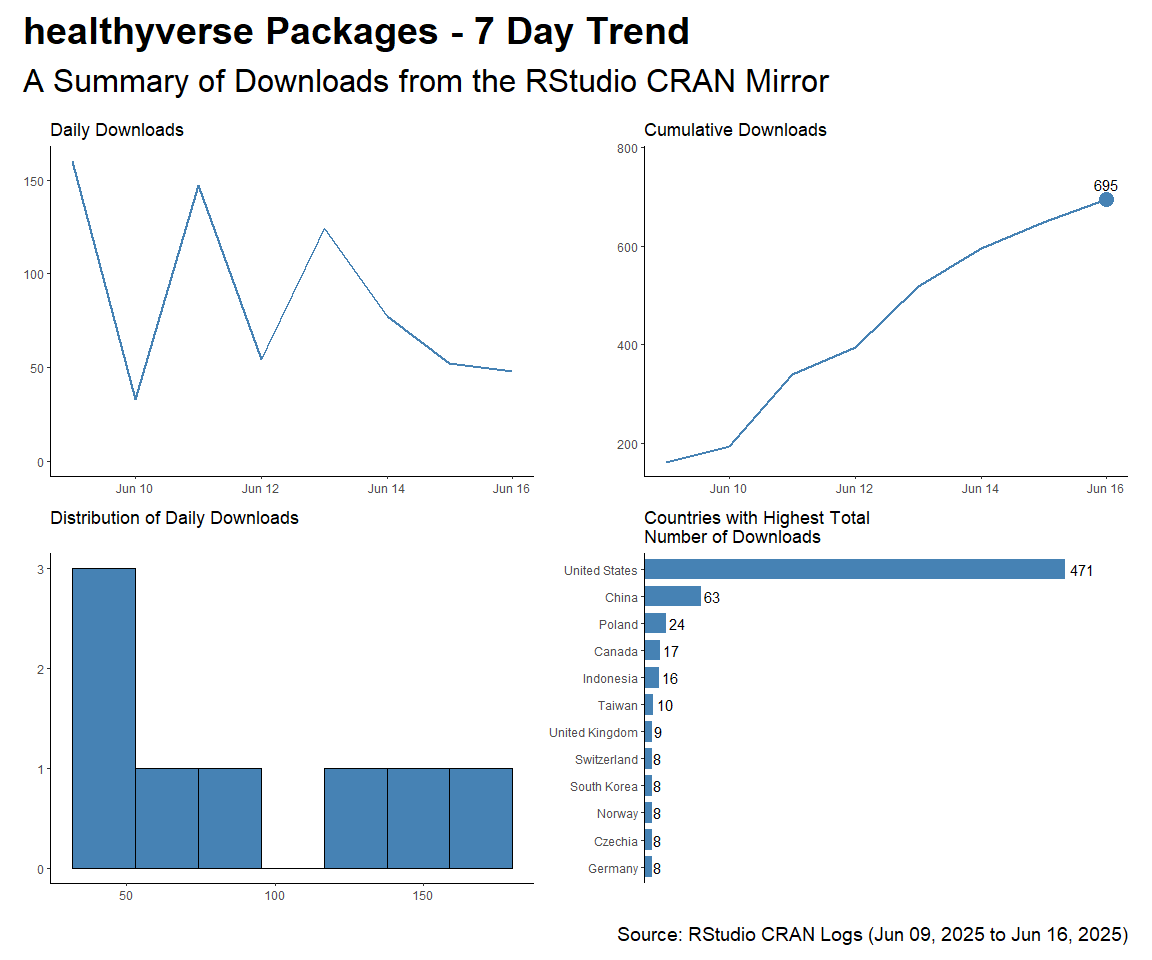 healthyverse Packages - 7 Day Trend
A Summary of Downloads from the RStudio CRAN Mirror
Daily Downloads
150
100
50
0
Jun 10
Jun 12
Jun 14
Jun 16
Cumulative Downloads
800
600
400
200
695
Jun 10
Jun 12
Jun 14
Jun 16
Distribution of Daily Downloads
3
2
1
0
50
100
150
Countries with Highest Total
Number of Downloads
United States 471
China 63
Poland 24
Canada 17
Indonesia 16
Taiwan 10
United Kingdom 9
Switzerland 8
South Korea 8
Norway 8
Czechia 8
Germany 8
Source: RStudio CRAN Logs (Jun 09, 2025 to Jun 16, 2025)